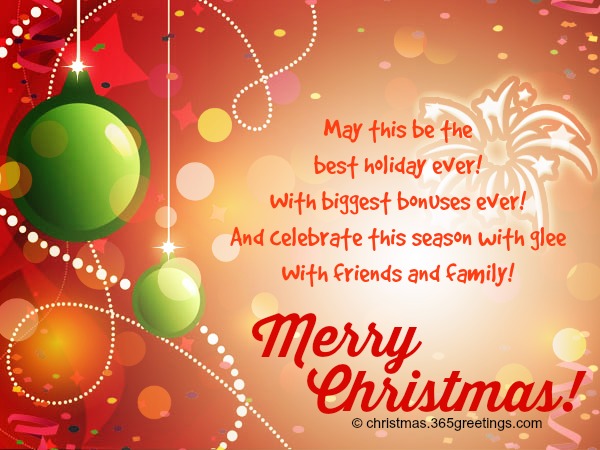 May this be the
best holiday ever!
With biggest bonuses ever!
And celebrate this season with glee
With friends and family!
Merry
Christmas!
© christmas.365greetings.com